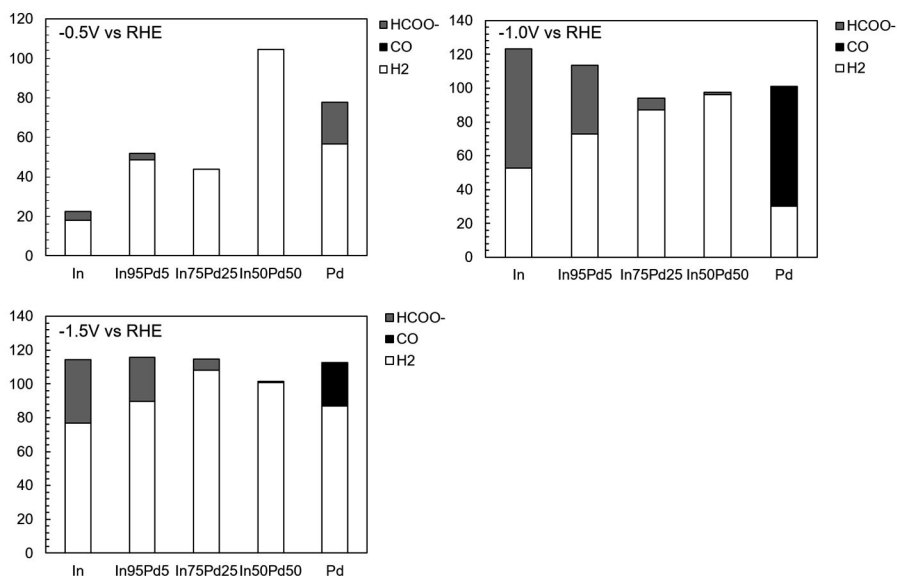 -0.5V vs RHE
120
100
80
60
40
20
0
In In95Pd5 In75Pd25 In50Pd50 Pd
HCOO-
CO
H2
-1.0V vs RHE
140
120
100
80
60
40
20
0
In In95Pd5 In75Pd25 In50Pd50 Pd
HCOO-
CO
H2
-1.5V vs RHE
140
120
100
80
60
40
20
0
In In95Pd5 In75Pd25 In50Pd50 Pd
HCOO-
CO
H2